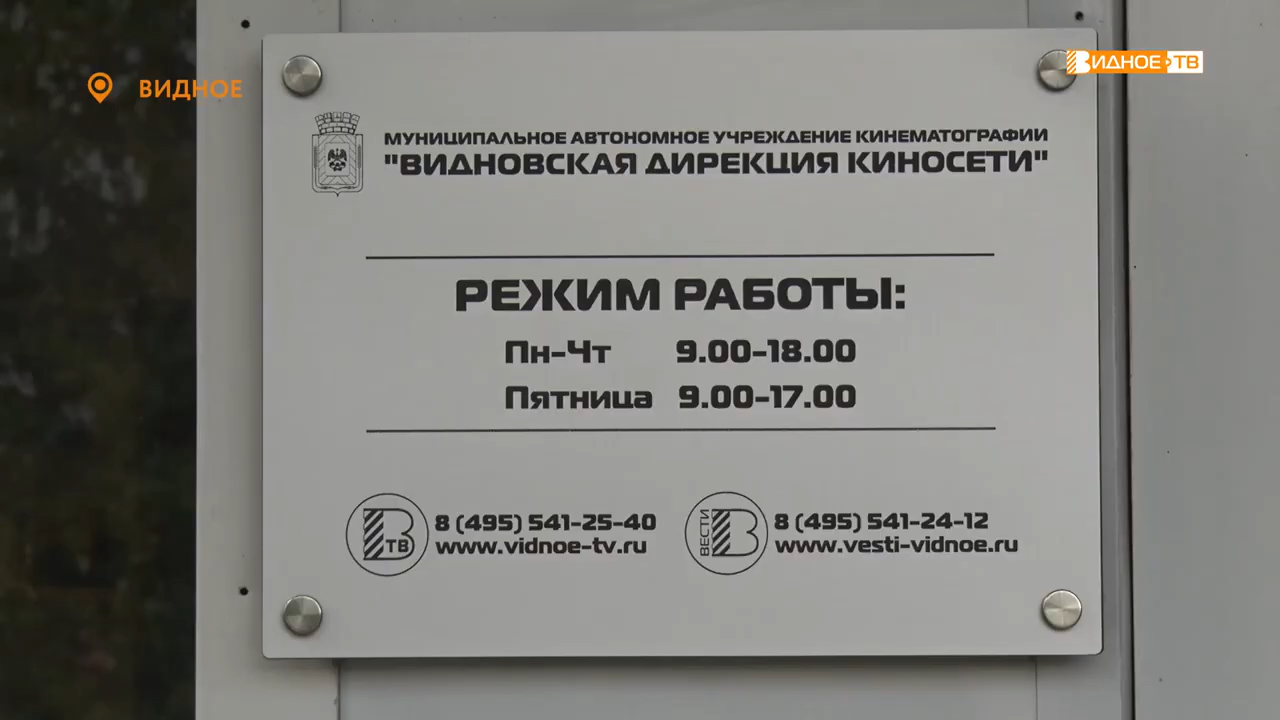 ВИДНОЕ
ВИДНОЕ ТВ
МУНИЦИПАЛЬНОЕ АВТОНОМНОЕ УЧРЕЖДЕНИЕ КИНЕМАТОГРАФИИ
"ВИДНОВСКАЯ ДИРЕКЦИЯ КИНОСЕТИ"
РЕЖИМ РАБОТЫ:
Пн-Чт 9.00-18.00
Пятница 9.00-17.00
В ТВ
8 (495) 541-25-40
www.vidnoe-tv.ru
ВЕСТИ В
8 (495) 541-24-12
www.vesti-vidnoe.ru